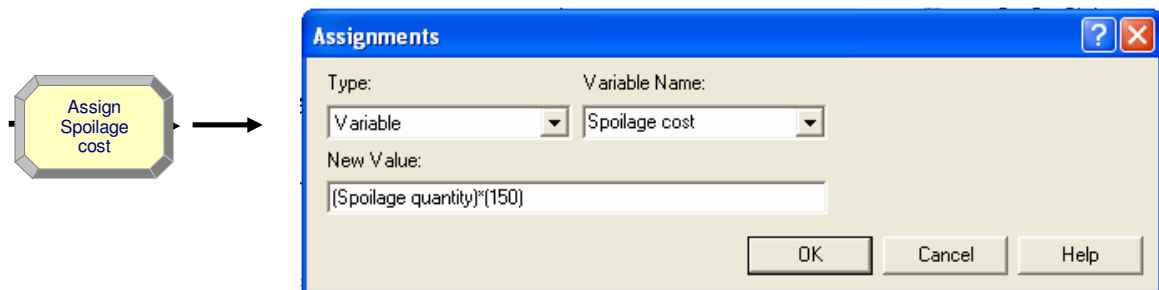 Assign
Spoilage
cost
Assignments
Type: Variable Name:
Variable Spoilage cost
New Value:
(Spoilage quantity)*(150)
OK Cancel Help